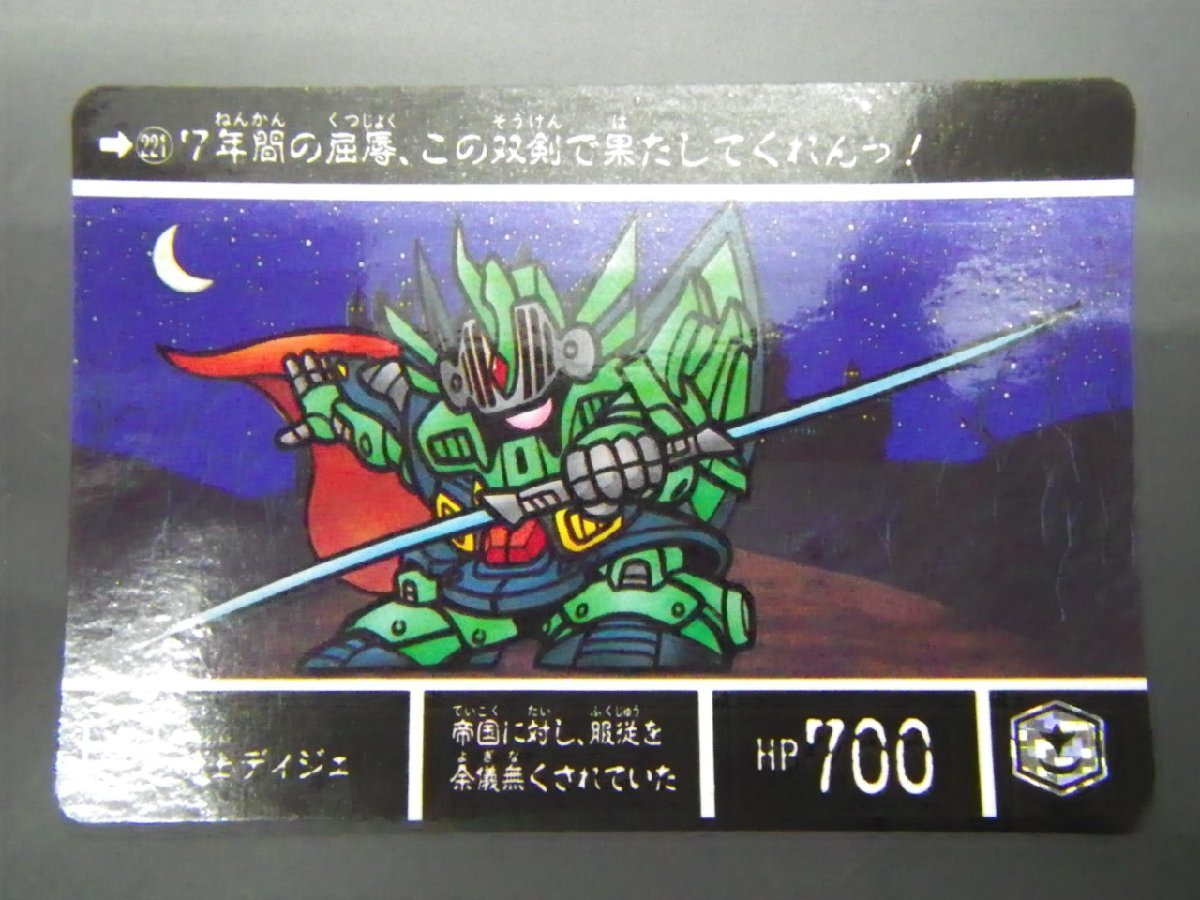 ➡221 7年間の屈辱、この双剣で果たしてくれんっ！
ねんかん くつじょく そうけん は
士ディジェ
ていこく たい ふくじゅう
帝国に対し、服従を
よぎな
余儀無くされていた
HP 700